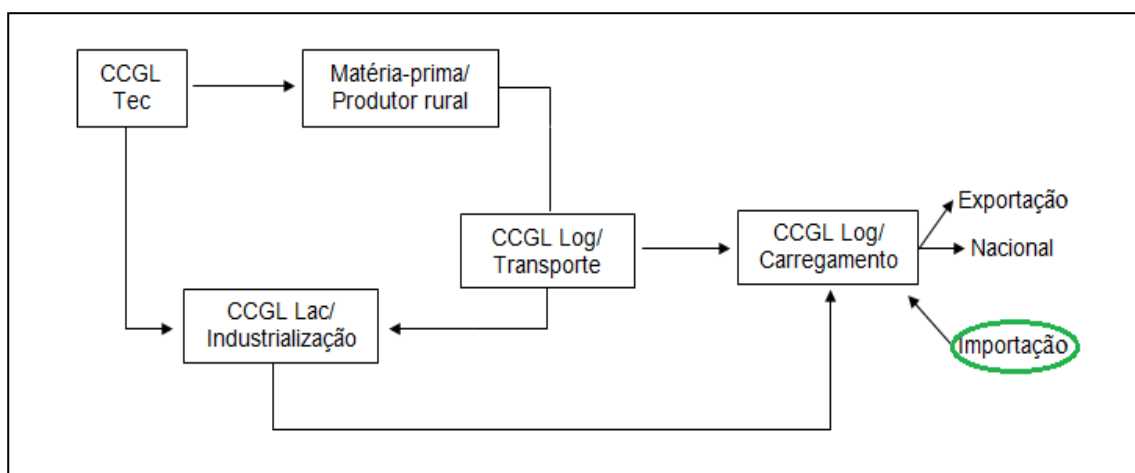 CCGL
Tec
Matéria-prima/
Produtor rural
CCGL Log/
Transporte
CCGL Log/
Carregamento
Exportação
Nacional
CCGL Lac/
Industrialização
Importação